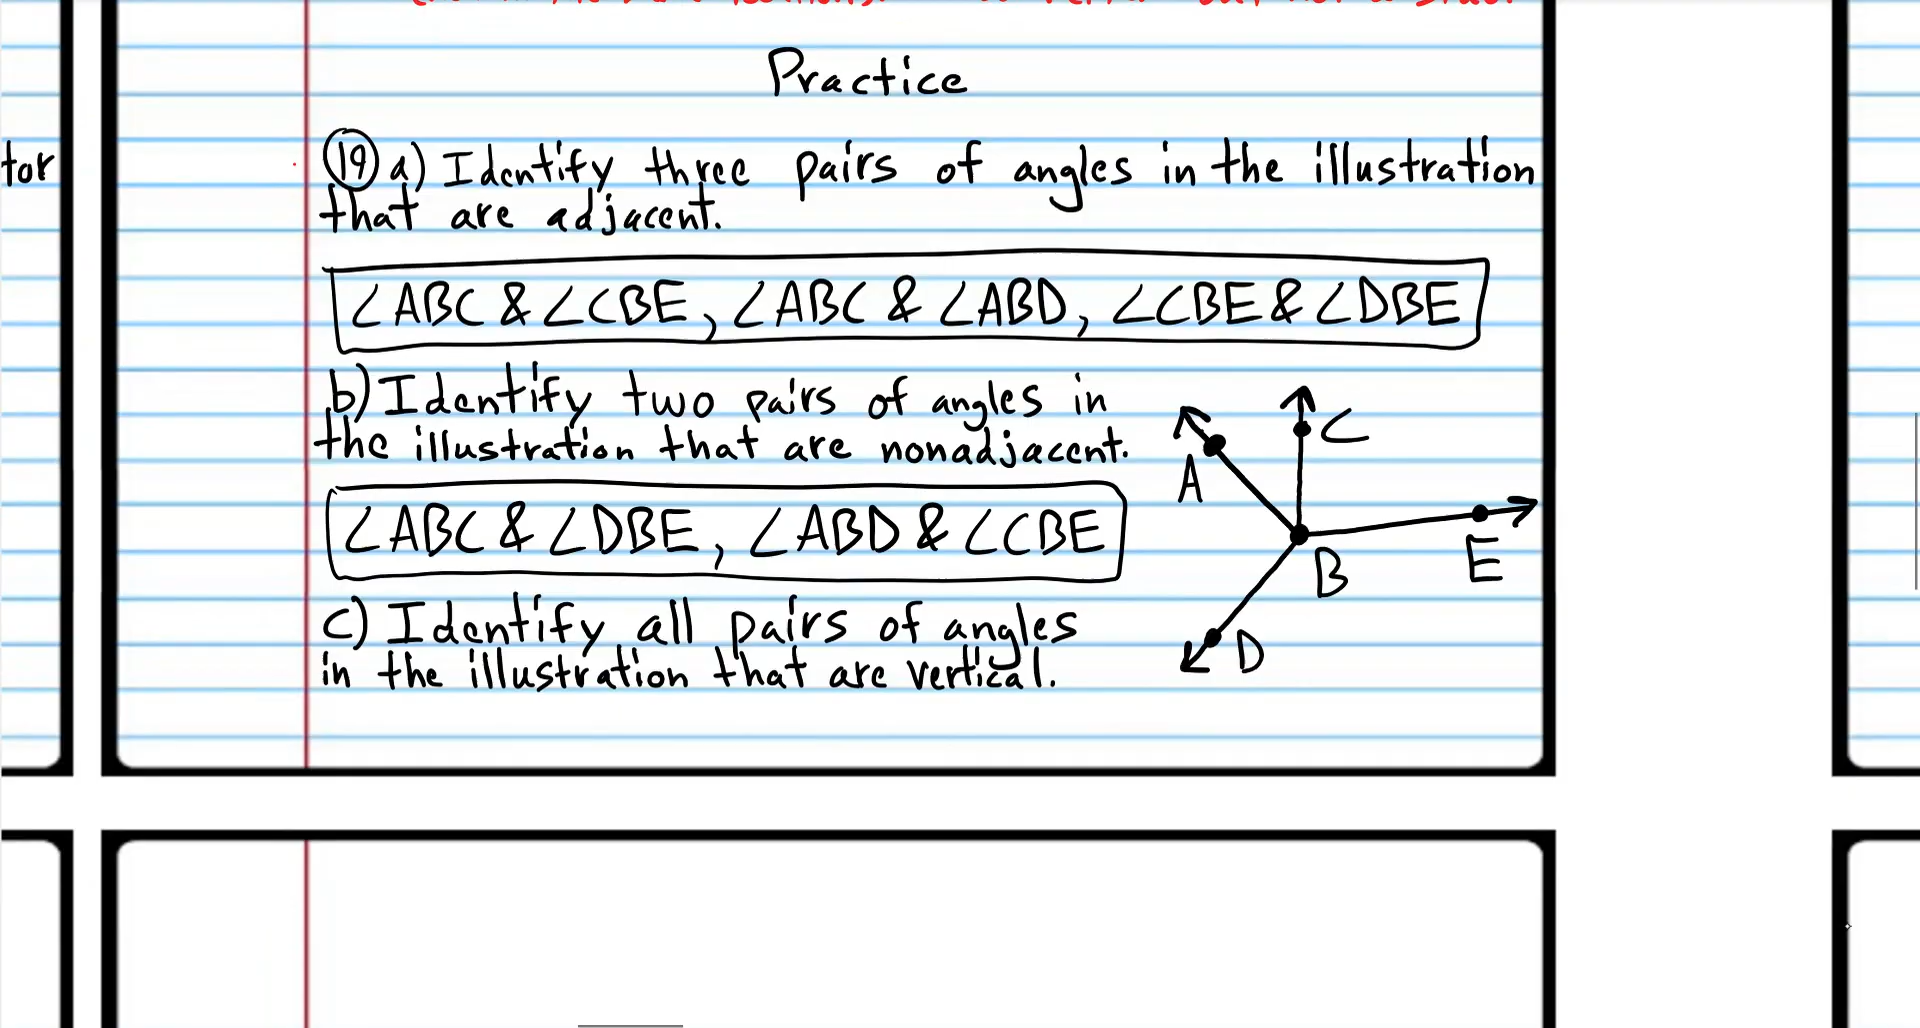 Practice
tor
19 a) Identify three pairs of angles in the illustration
that are adjacent.
∠ABC & ∠CBE, ∠ABC & ∠ABD, ∠CBE & ∠DBE
b) Identify two pairs of angles in
the illustration that are nonadjacent.
∠ABC & ∠DBE, ∠ABD & ∠CBE
C
A
B
E
D
c) Identify all pairs of angles
in the illustration that are vertical.